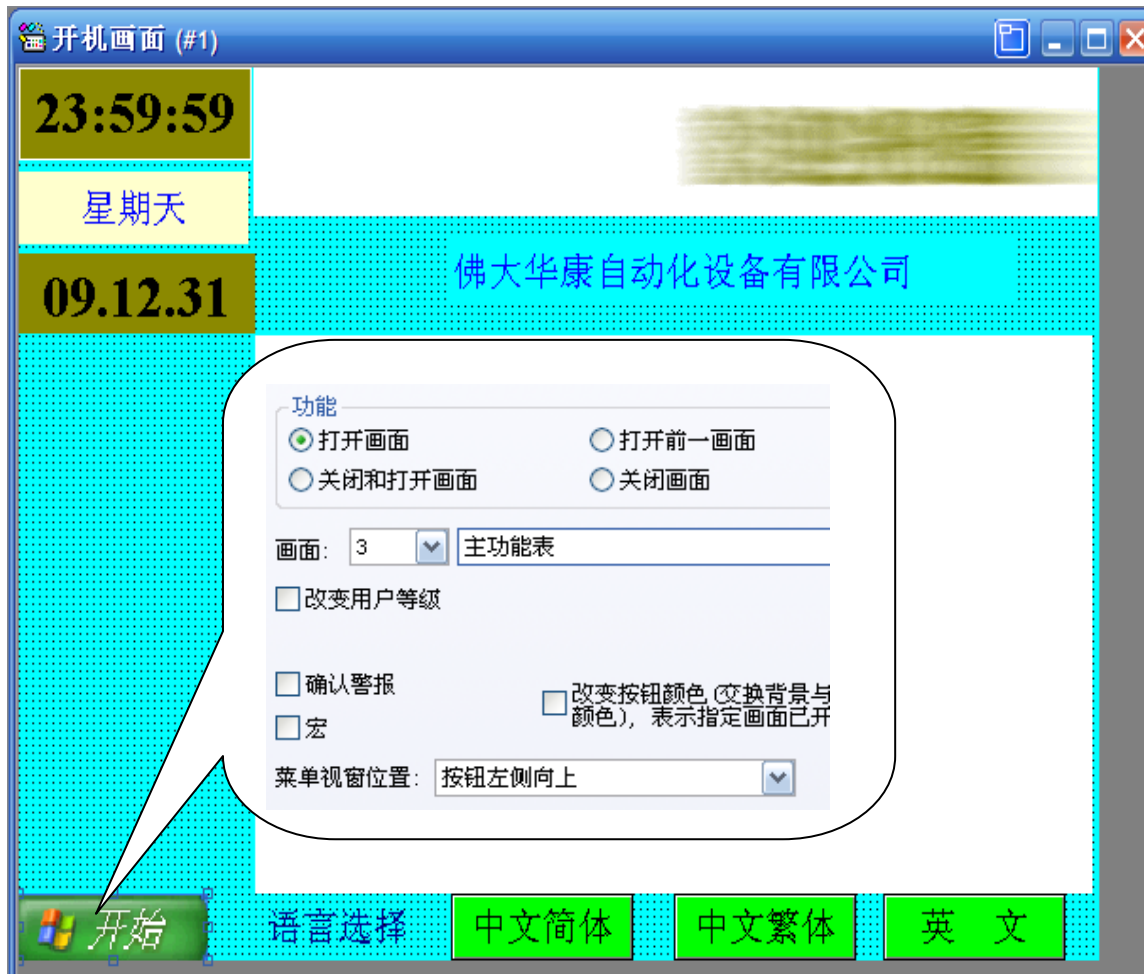 开机画面 (#1)
23:59:59
星期天
09.12.31
佛大华康自动化设备有限公司
功能
打开画面
打开前一画面
关闭和打开画面
关闭画面
画面: 3 主功能表
改变用户等级
确认警报
宏
改变按钮颜色(交换背景与
颜色)，表示指定画面已开
菜单视窗位置: 按钮左侧向上
开始
语言选择
中文简体
中文繁体
英 文